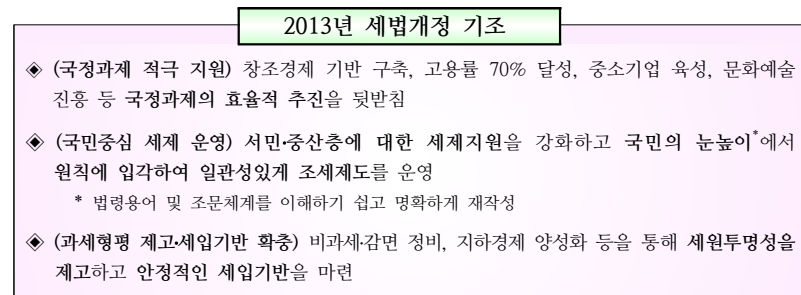 2013년 세법개정 기조
◈ (국정과제 적극 지원) 창조경제 기반 구축, 고용률 70% 달성, 중소기업 육성, 문화예술
진흥 등 국정과제의 효율적 추진을 뒷받침
◈ (국민중심 세제 운영) 서민·중산층에 대한 세제지원을 강화하고 국민의 눈높이*에서
원칙에 입각하여 일관성있게 조세제도를 운영
* 법령용어 및 조문체계를 이해하기 쉽고 명확하게 재작성
◈ (과세형평 제고·세입기반 확충) 비과세·감면 정비, 지하경제 양성화 등을 통해 세원투명성을
제고하고 안정적인 세입기반을 마련